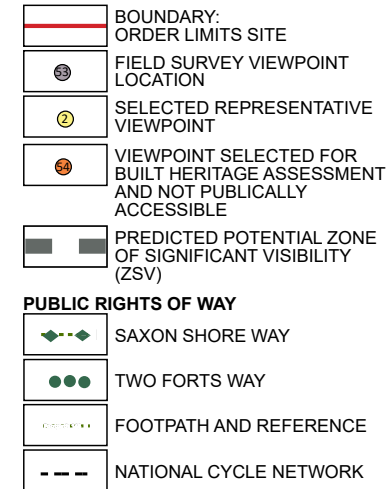 BOUNDARY:
ORDER LIMITS SITE
53
FIELD SURVEY VIEWPOINT
LOCATION
2
SELECTED REPRESENTATIVE
VIEWPOINT
54
VIEWPOINT SELECTED FOR
BUILT HERITAGE ASSESSMENT
AND NOT PUBLICALLY
ACCESSIBLE
PREDICTED POTENTIAL ZONE
OF SIGNIFICANT VISIBILITY
(ZSV)
PUBLIC RIGHTS OF WAY
SAXON SHORE WAY
TWO FORTS WAY
FOOTPATH AND REFERENCE
NATIONAL CYCLE NETWORK